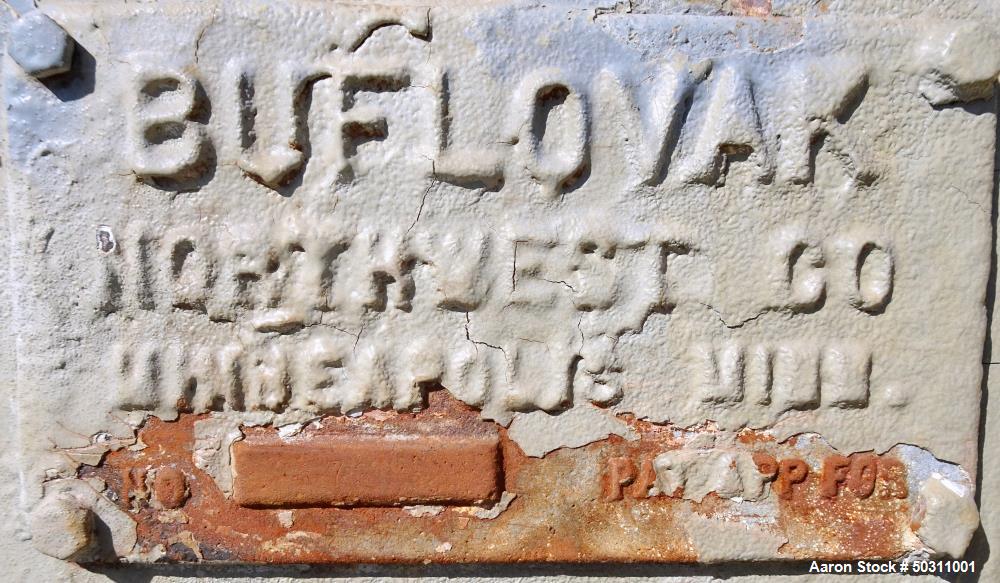 BUFLOVAK
NORTHWEST CO
MINNEAPOLIS MINN.
NO PAT. APP FOR
Aaron Stock # 50311001